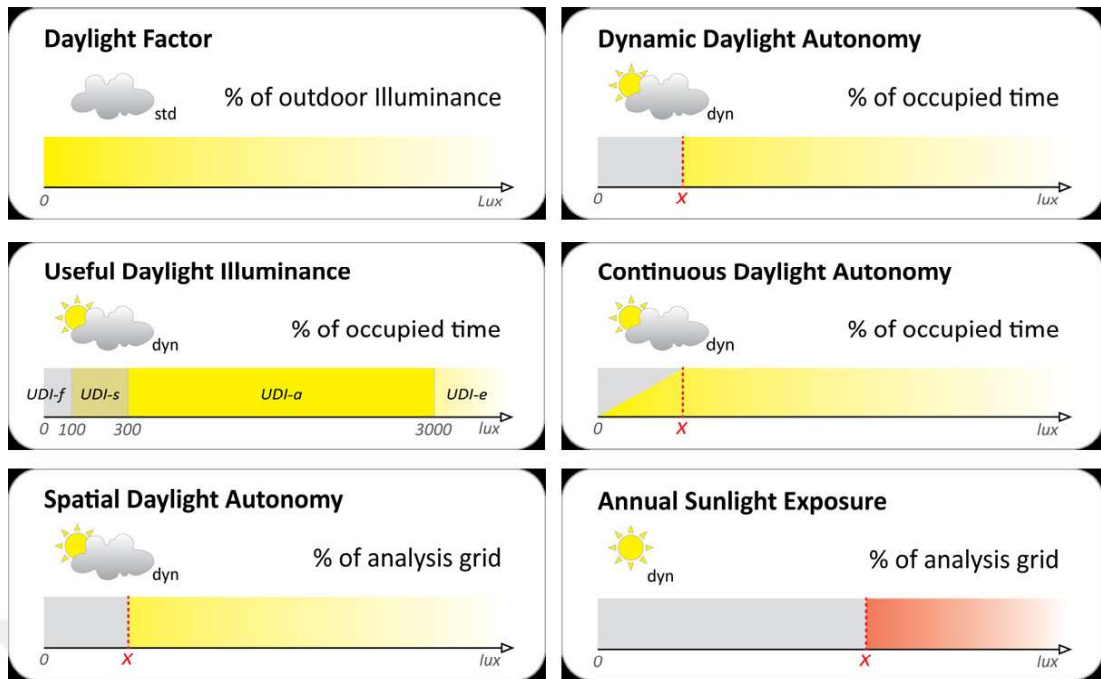 Daylight Factor
std
% of outdoor Illuminance
0
Lux
Dynamic Daylight Autonomy
dyn
% of occupied time
0
X
lux
Useful Daylight Illuminance
dyn
% of occupied time
UDI-f
UDI-s
UDI-a
UDI-e
0
100
300
3000
lux
Continuous Daylight Autonomy
dyn
% of occupied time
0
X
lux
Spatial Daylight Autonomy
dyn
% of analysis grid
0
X
lux
Annual Sunlight Exposure
dyn
% of analysis grid
0
X
lux